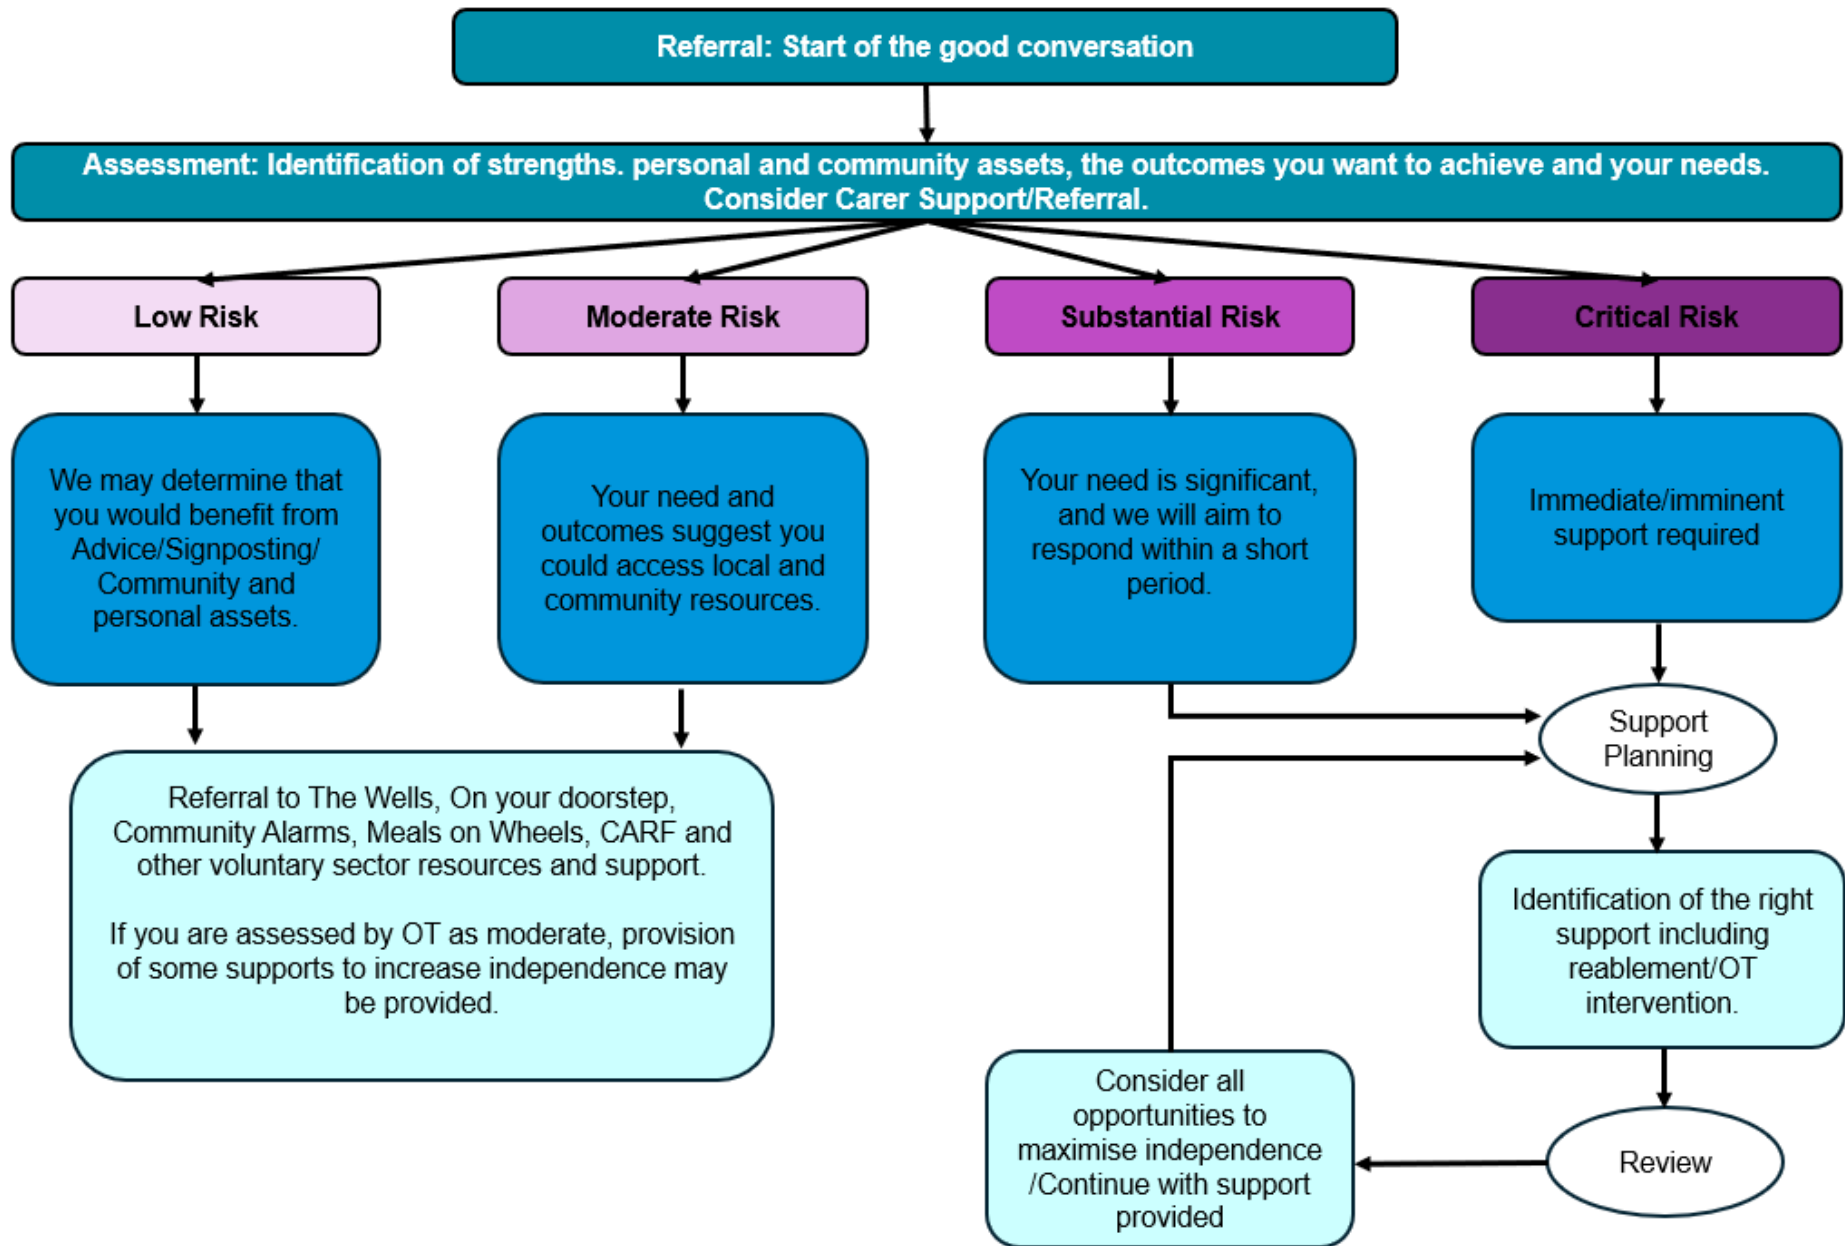 Referral: Start of the good conversation
Assessment: Identification of strengths. personal and community assets, the outcomes you want to achieve and your needs.
Consider Carer Support/Referral.
Low Risk
Moderate Risk
Substantial Risk
Critical Risk
We may determine that
you would benefit from
Advice/Signposting/
Community and
personal assets.
Your need and
outcomes suggest you
could access local and
community resources.
Your need is significant,
and we will aim to
respond within a short
period.
Immediate/imminent
support required
Referral to The Wells, On your doorstep,
Community Alarms, Meals on Wheels, CARF and
other voluntary sector resources and support.
If you are assessed by OT as moderate, provision
of some supports to increase independence may
be provided.
Support
Planning
Identification of the right
support including
reablement/OT
intervention.
Review
Consider all
opportunities to
maximise independence
/Continue with support
provided